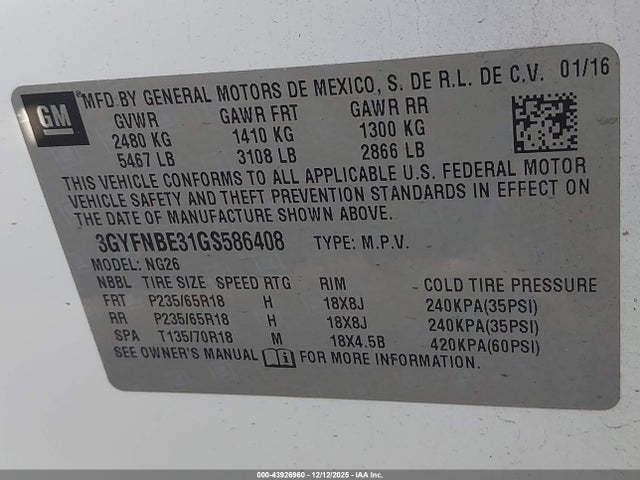 GM
®MFD BY GENERAL MOTORS DE MEXICO, S. DE R.L. DE C.V. 01/16
GVWR GAWR FRT GAWR RR
2480 KG 1410 KG 1300 KG
5467 LB 3108 LB 2866 LB
THIS VEHICLE CONFORMS TO ALL APPLICABLE U.S. FEDERAL MOTOR
VEHICLE SAFETY AND THEFT PREVENTION STANDARDS IN EFFECT ON
THE DATE OF MANUFACTURE SHOWN ABOVE.
3GYFNBE31GS586408 TYPE: M.P.V.
MODEL: NG26
NBBL TIRE SIZE SPEED RTG RIM COLD TIRE PRESSURE
FRT P235/65R18 H 18X8J 240KPA(35PSI)
RR P235/65R18 H 18X8J 240KPA(35PSI)
SPA T135/70R18 M 18X4.5B 420KPA(60PSI)
SEE OWNER'S MANUAL FOR MORE INFORMATION.
000-43926960 - 12/12/2025 - IAA Inc.